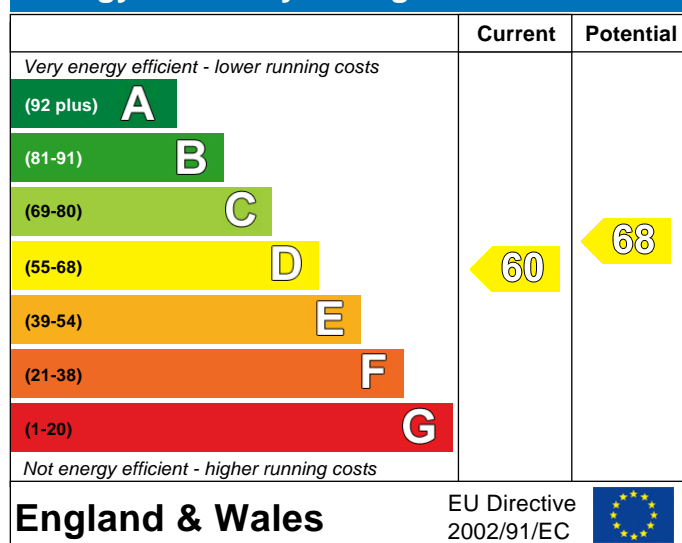 Current Potential
Very energy efficient - lower running costs
(92 plus) A
(81-91) B
(69-80) C
(55-68) D
60
68
(39-54) E
(21-38) F
(1-20) G
Not energy efficient - higher running costs
England & Wales
EU Directive
2002/91/EC